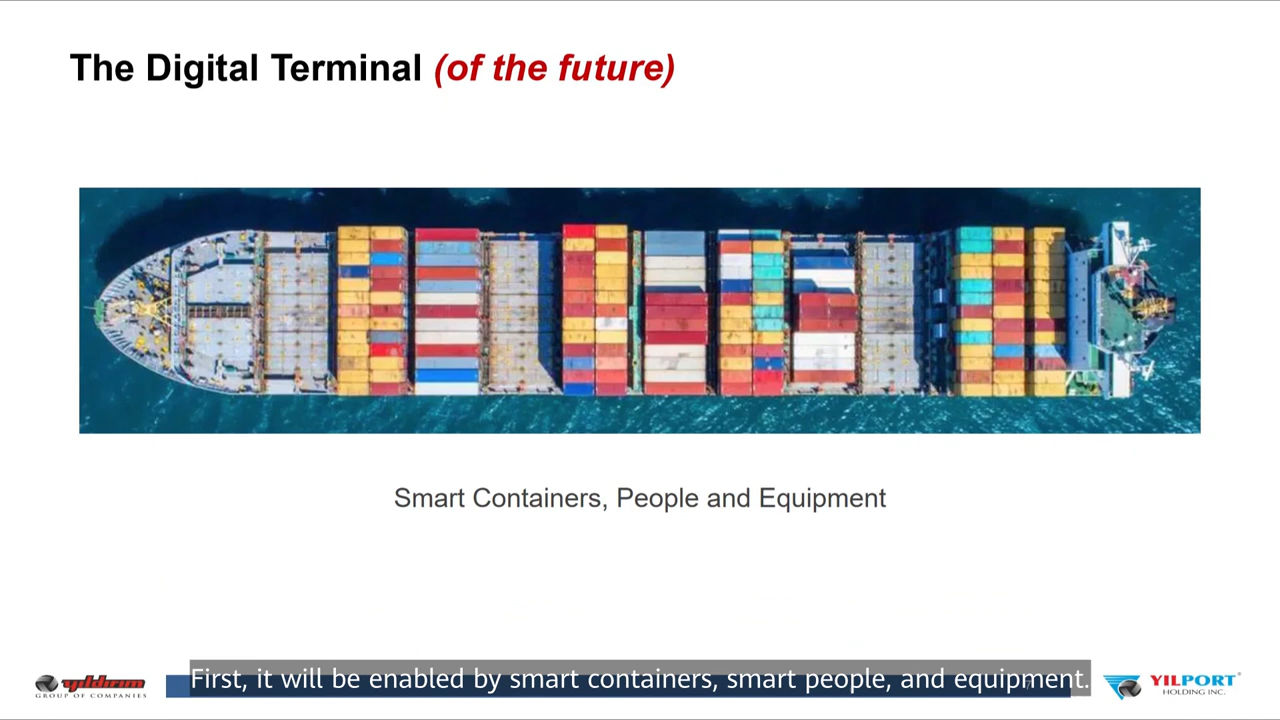 The Digital Terminal (of the future)
Smart Containers, People and Equipment
First, it will be enabled by smart containers, smart people, and equipment.
yıldırım
GROUP OF COMPANIES
YILPORT
HOLDING INC.